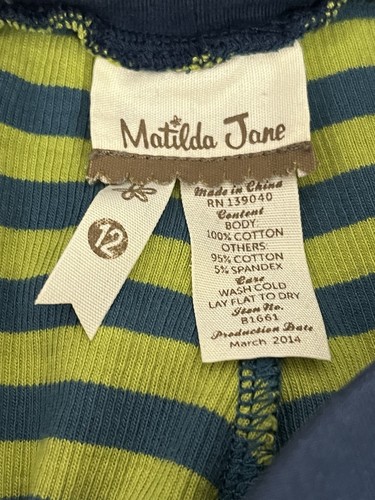 Matilda Jane
12
Made in China
RN 139040
Content
BODY:
100% COTTON
OTHERS:
95% COTTON
5% SPANDEX
Care
WASH COLD
LAY FLAT TO DRY
Item No.
B1661
Production Date
March 2014